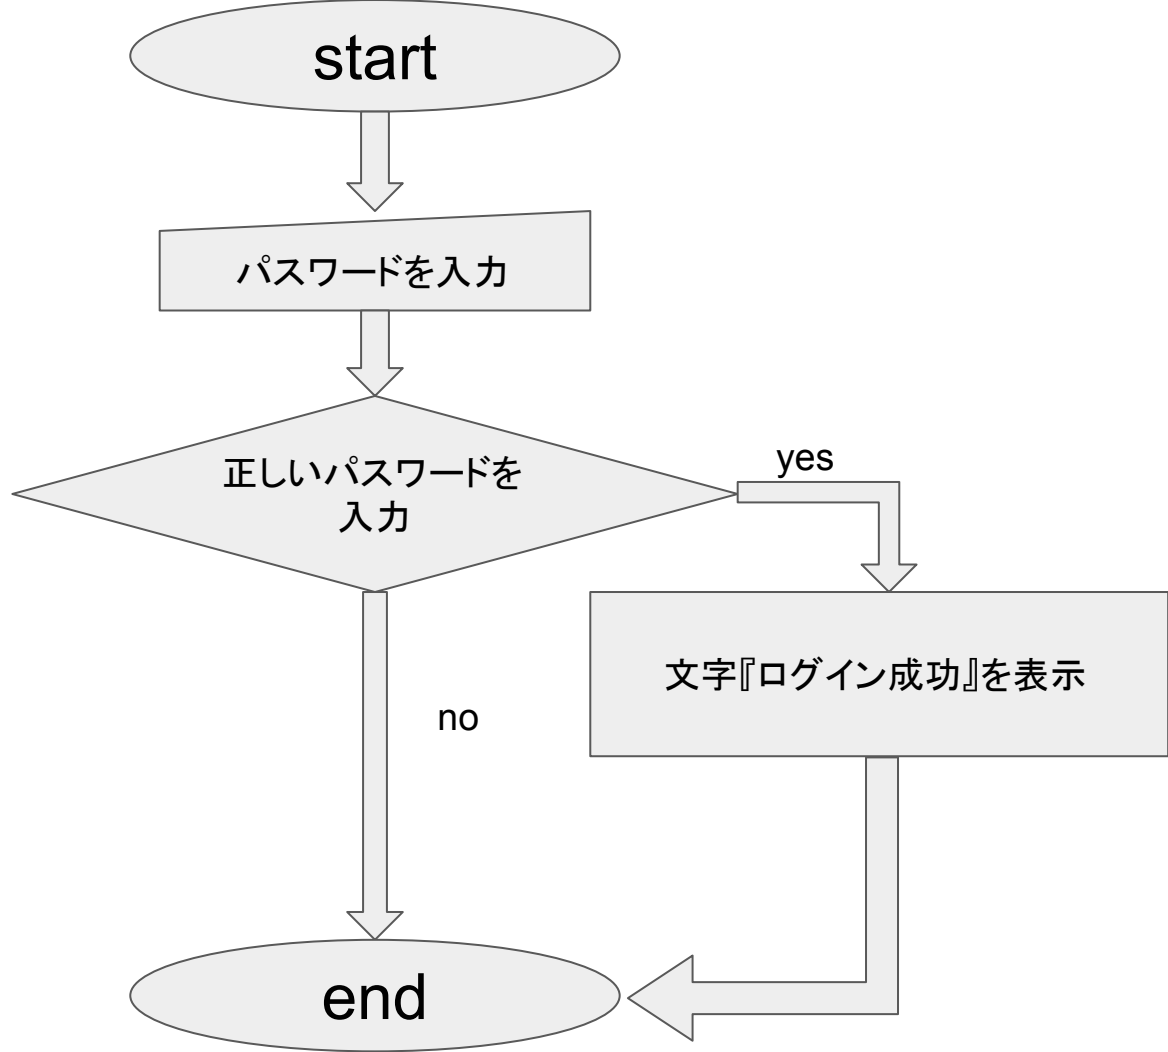 start
パスワードを入力
正しいパスワードを
入力
yes
文字『ログイン成功』を表示
no
end